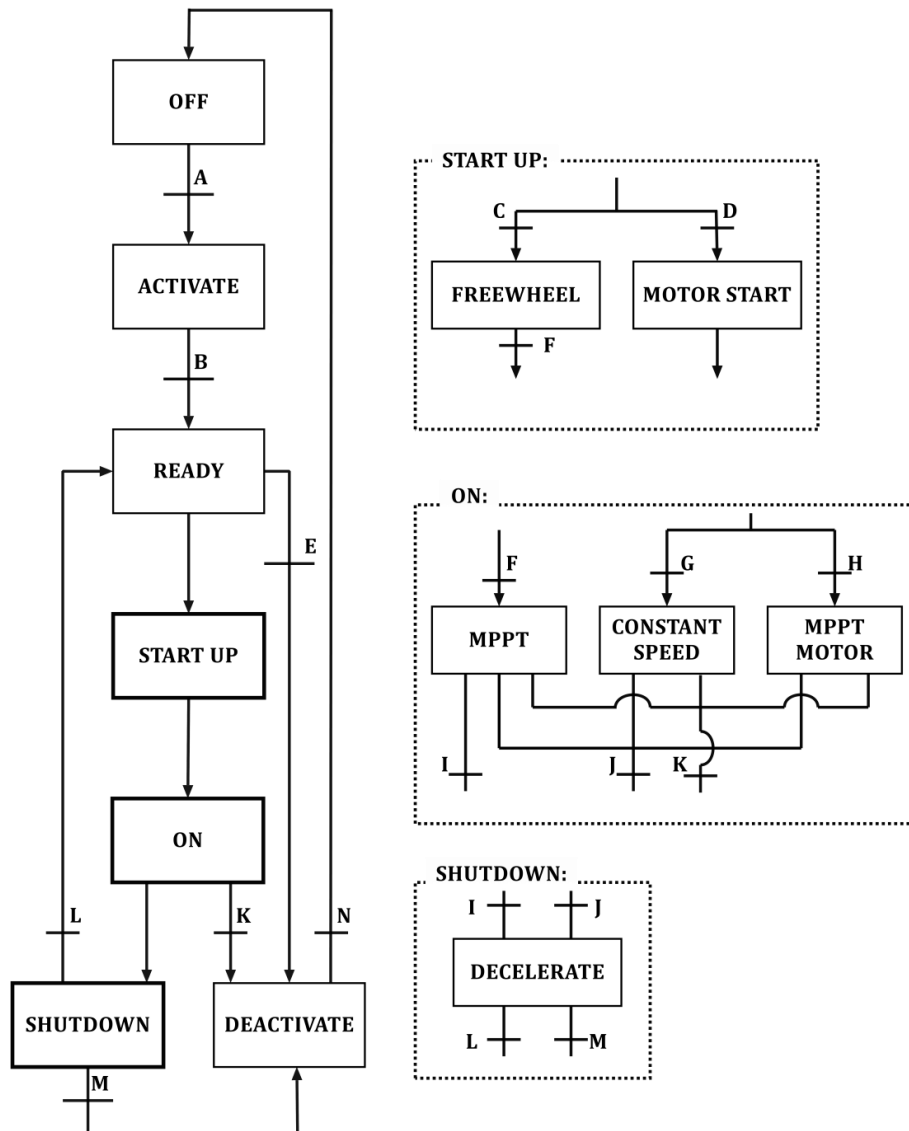 OFF
A
ACTIVATE
B
READY
E
START UP
ON
L
K
N
SHUTDOWN
DEACTIVATE
M
START UP:
C
D
FREEWHEEL
MOTOR START
F
ON:
F
G
H
MPPT
CONSTANT
SPEED
MPPT
MOTOR
I
J
K
SHUTDOWN:
I
J
DECELERATE
L
M